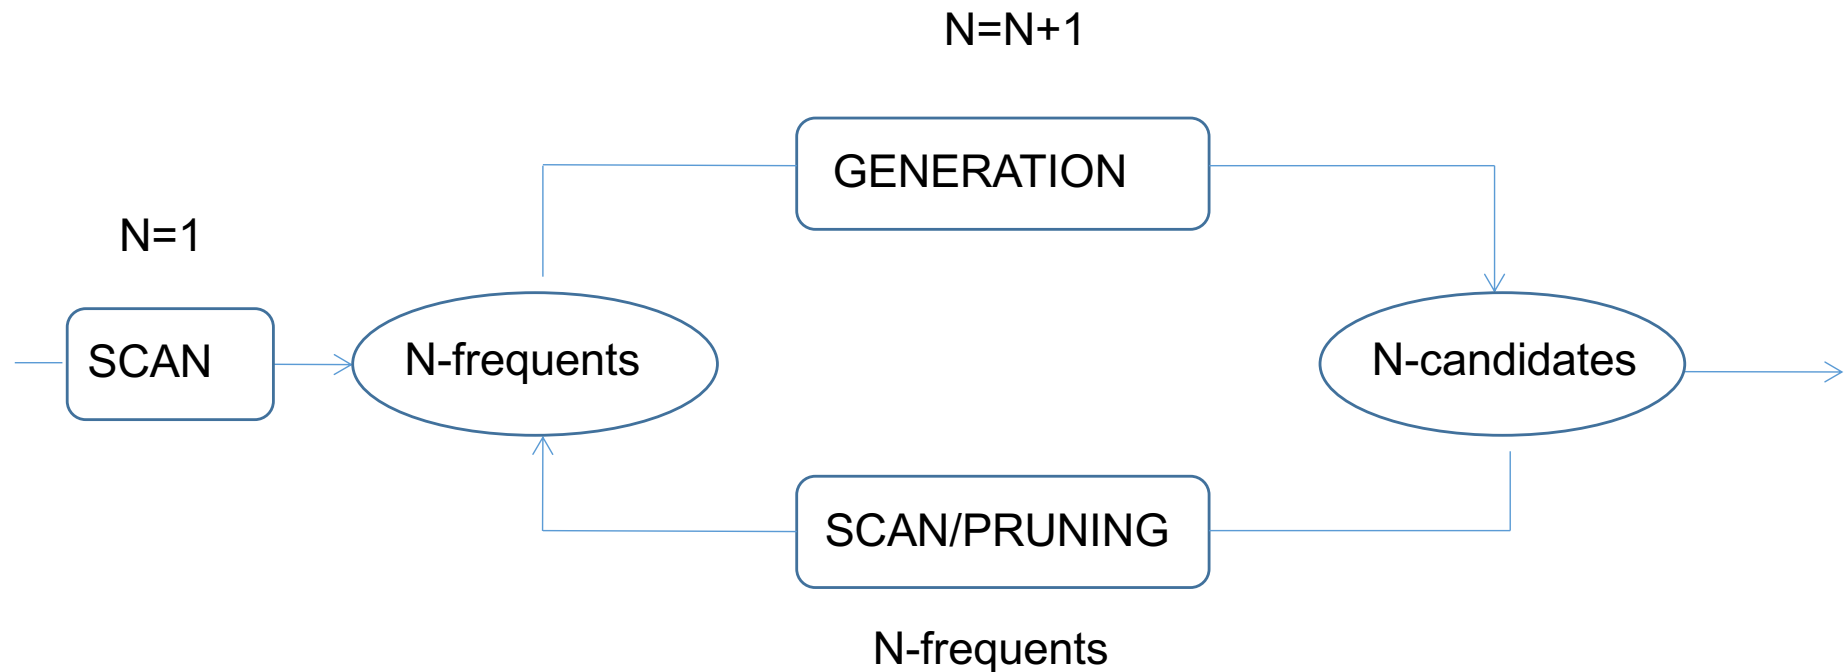 N=N+1
GENERATION
N=1
SCAN
N-frequents
N-candidates
SCAN/PRUNING
N-frequents